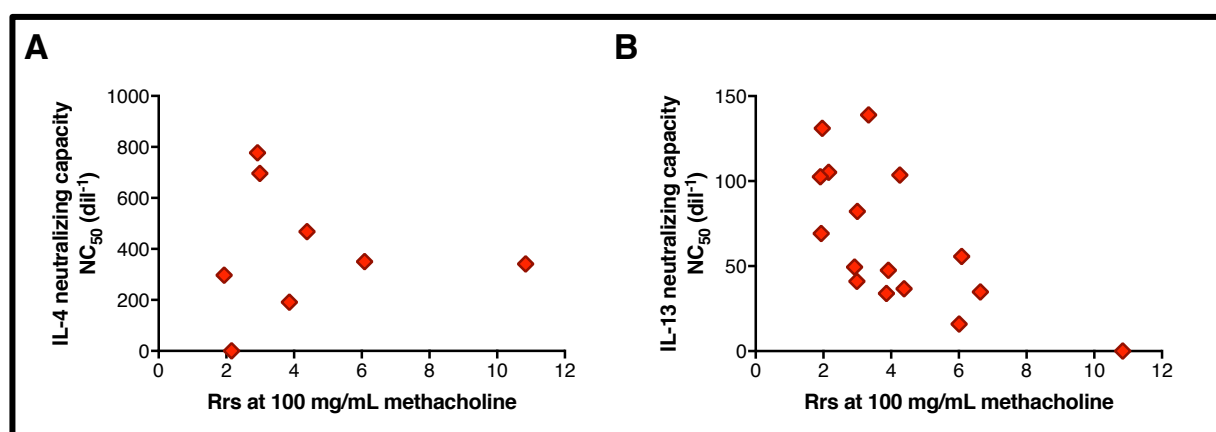 A
IL-4 neutralizing capacity
NC50 (dil-1)
1000
800
600
400
200
0
0 2 4 6 8 10 12
Rrs at 100 mg/mL methacholine
B
IL-13 neutralizing capacity
NC50 (dil-1)
150
100
50
0
0 2 4 6 8 10 12
Rrs at 100 mg/mL methacholine